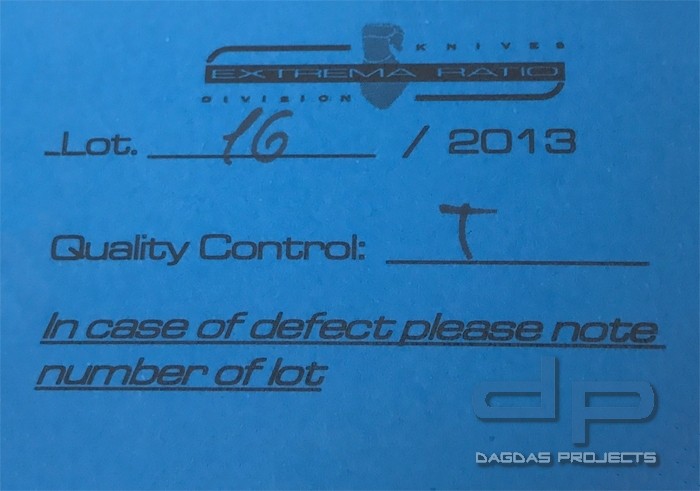 KNIVES
EXTREMA RATIO
DIVISION
Lot. 16 / 2013
Quality Control: T
In case of defect please note
number of lot
dp
DAGDAS PROJECTS